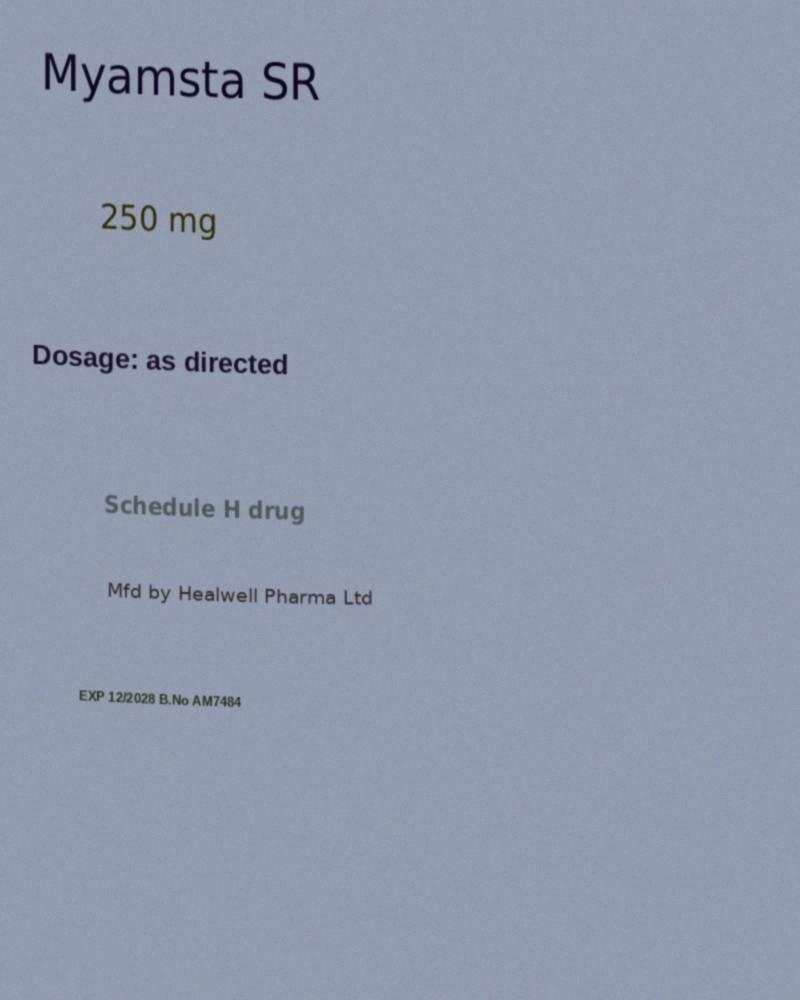 Myamsta SR
250 mg
Dosage: as directed
Schedule H drug
Mfd by Healwell Pharma Ltd
EXP 12/2028 B.No AM7484